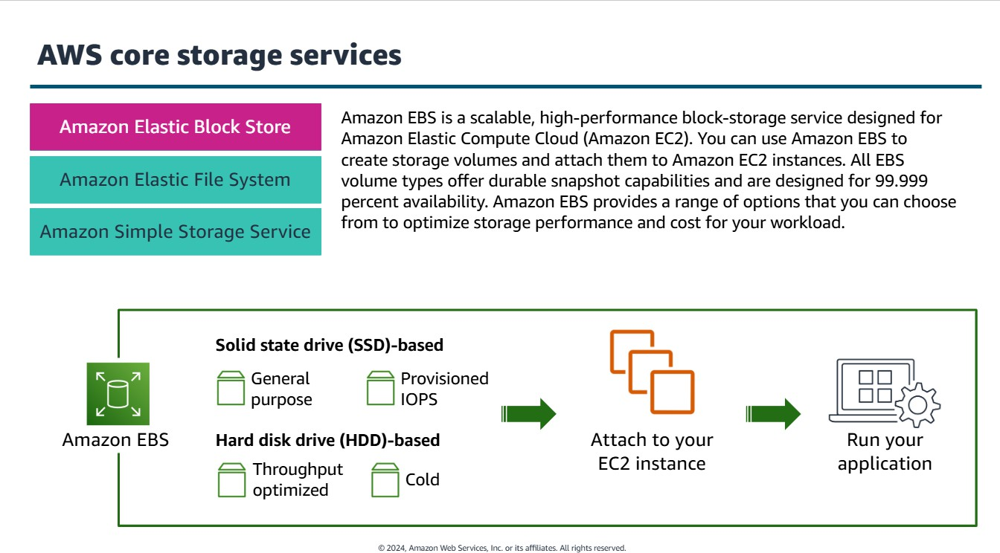 AWS core storage services
Amazon Elastic Block Store
Amazon Elastic File System
Amazon Simple Storage Service
Amazon EBS is a scalable, high-performance block-storage service designed for
Amazon Elastic Compute Cloud (Amazon EC2). You can use Amazon EBS to
create storage volumes and attach them to Amazon EC2 instances. All EBS
volume types offer durable snapshot capabilities and are designed for 99.999
percent availability. Amazon EBS provides a range of options that you can choose
from to optimize storage performance and cost for your workload.
Amazon EBS
Solid state drive (SSD)-based
General
purpose
Provisioned
IOPS
Hard disk drive (HDD)-based
Throughput
optimized
Cold
Attach to your
EC2 instance
Run your
application
© 2024, Amazon Web Services, Inc. or its affiliates. All rights reserved.